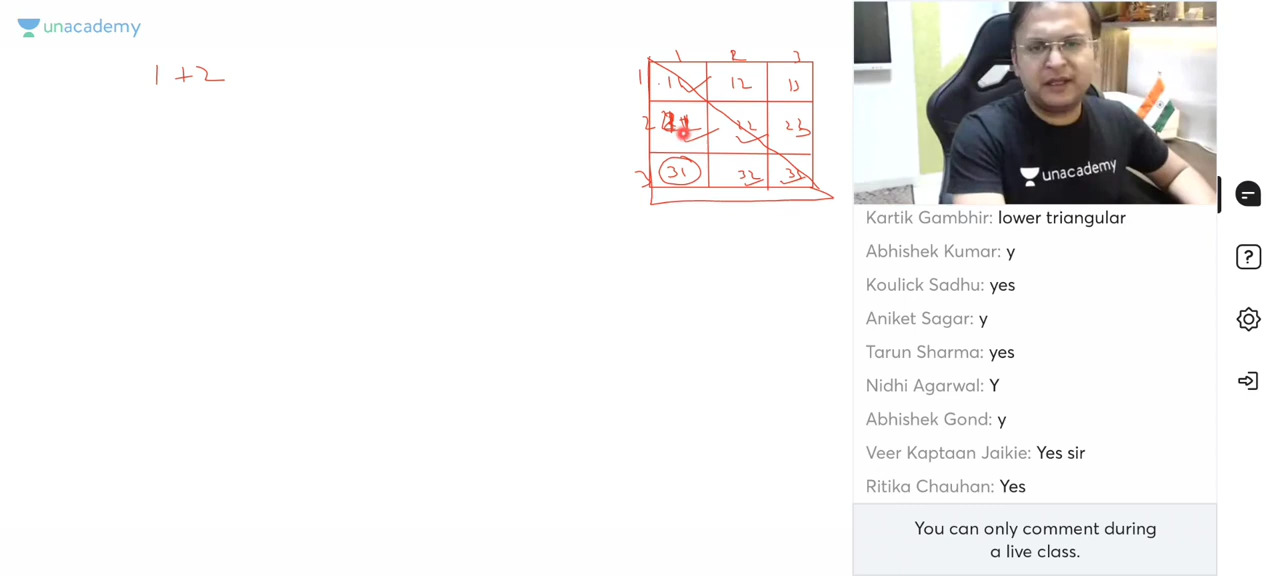 unacademy
1 + 2
1 2 3
1 11 12 13
2 21 22 23
3 31 32 33
unacademy
Kartik Gambhir: lower triangular
Abhishek Kumar: y
Koulick Sadhu: yes
Aniket Sagar: y
Tarun Sharma: yes
Nidhi Agarwal: Y
Abhishek Gond: y
Veer Kaptaan Jaikie: Yes sir
Ritika Chauhan: Yes
You can only comment during
a live class.
?